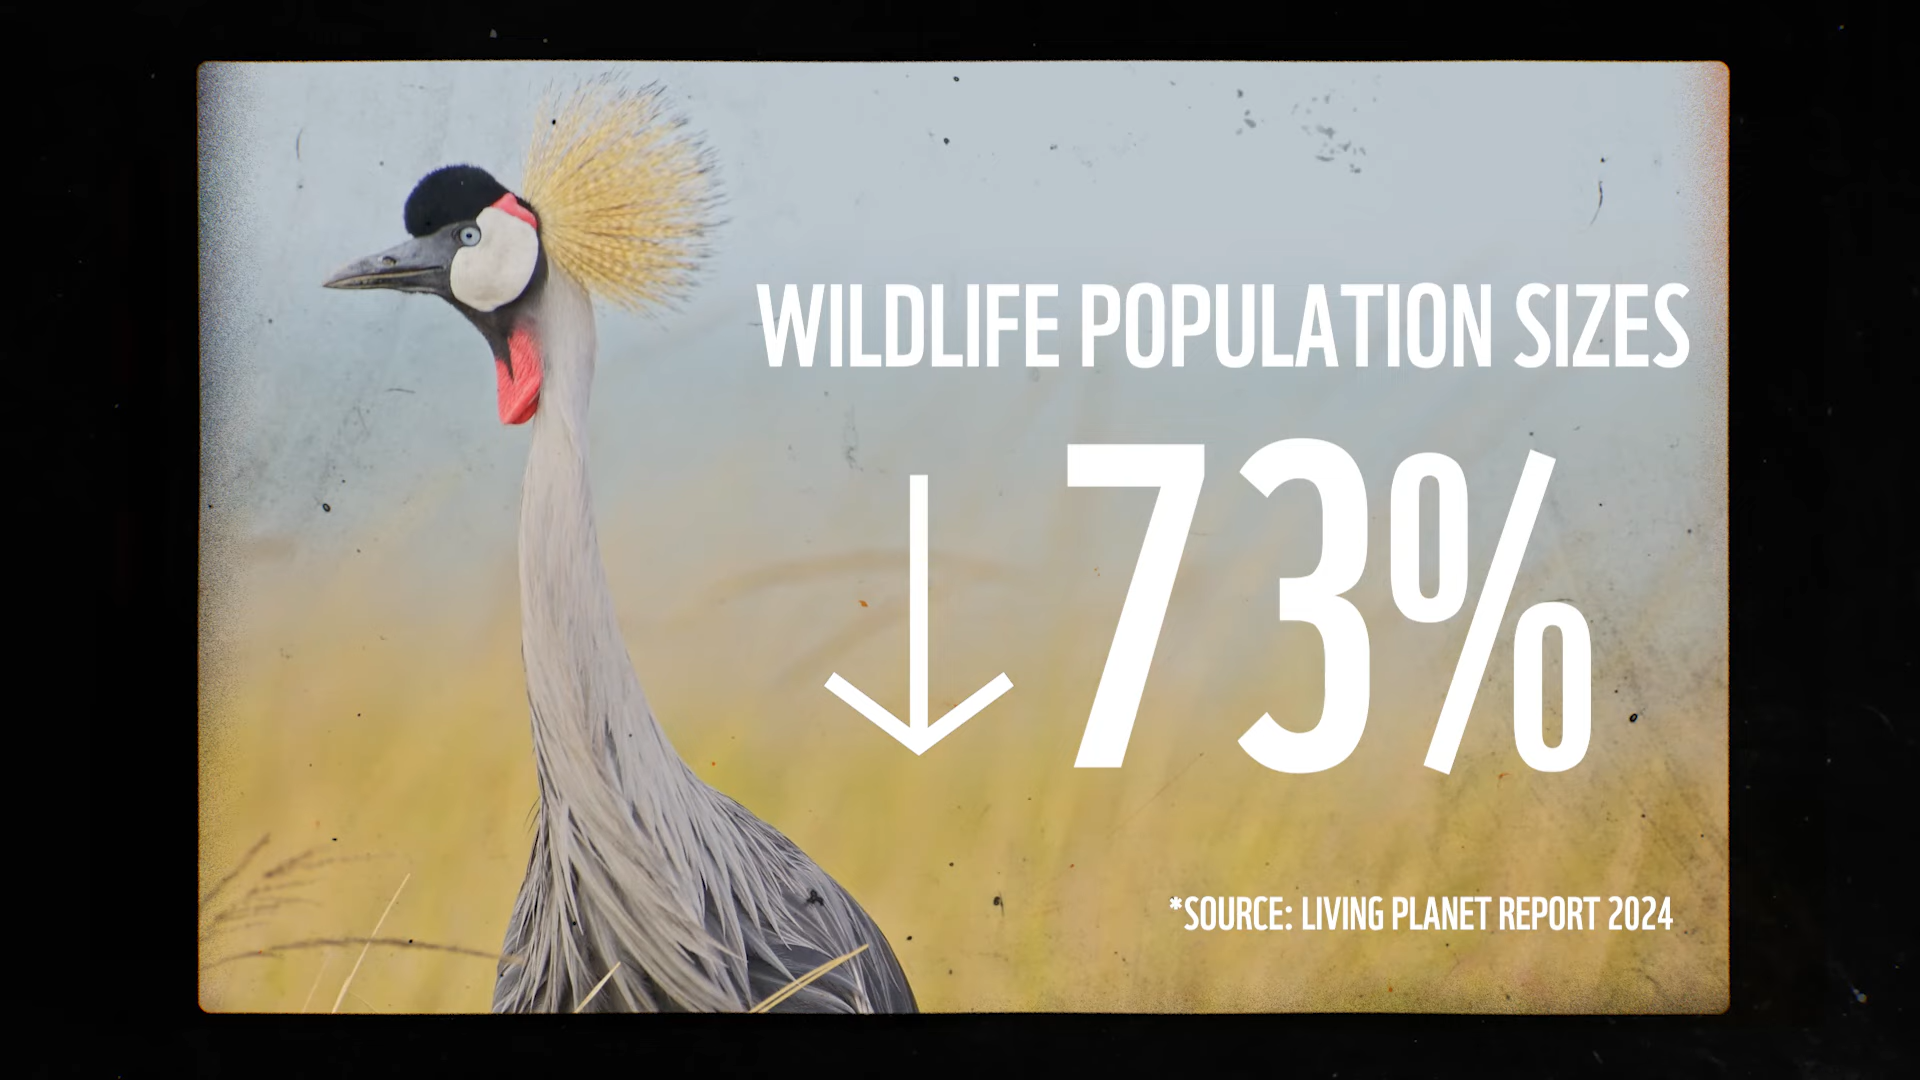 WILDLIFE POPULATION SIZES
↓73%
*SOURCE: LIVING PLANET REPORT 2024